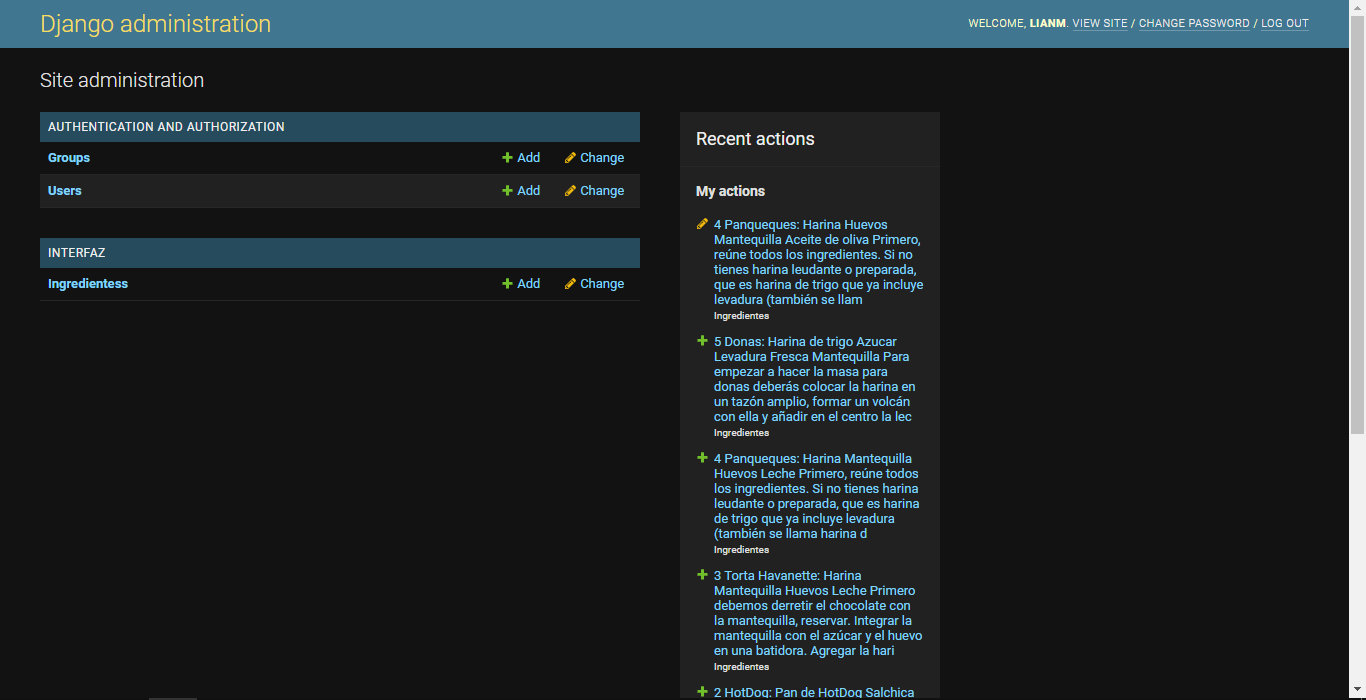 Django administration
WELCOME, LIANM. VIEW SITE / CHANGE PASSWORD / LOG OUT
Site administration
AUTHENTICATION AND AUTHORIZATION
Groups Add Change
Users Add Change
INTERFAZ
Ingredientess Add Change
Recent actions
My actions
4 Panqueques: Harina Huevos
Mantequilla Aceite de oliva Primero,
reúne todos los ingredientes. Si no
tienes harina leudante o preparada,
que es harina de trigo que ya incluye
levadura (también se llam
Ingredientes
5 Donas: Harina de trigo Azucar
Levadura Fresca Mantequilla Para
empezar a hacer la masa para
donas deberás colocar la harina en
un tazón amplio, formar un volcán
con ella y añadir en el centro la lec
Ingredientes
4 Panqueques: Harina Mantequilla
Huevos Leche Primero, reúne todos
los ingredientes. Si no tienes harina
leudante o preparada, que es harina
de trigo que ya incluye levadura
(también se llama harina d
Ingredientes
3 Torta Havanette: Harina
Mantequilla Huevos Leche Primero
debemos derretir el chocolate con
la mantequilla, reservar. Integrar la
mantequilla con el azúcar y el huevo
en una batidora. Agregar la hari
Ingredientes
2 HotDog: Pan de HotDog Salchica